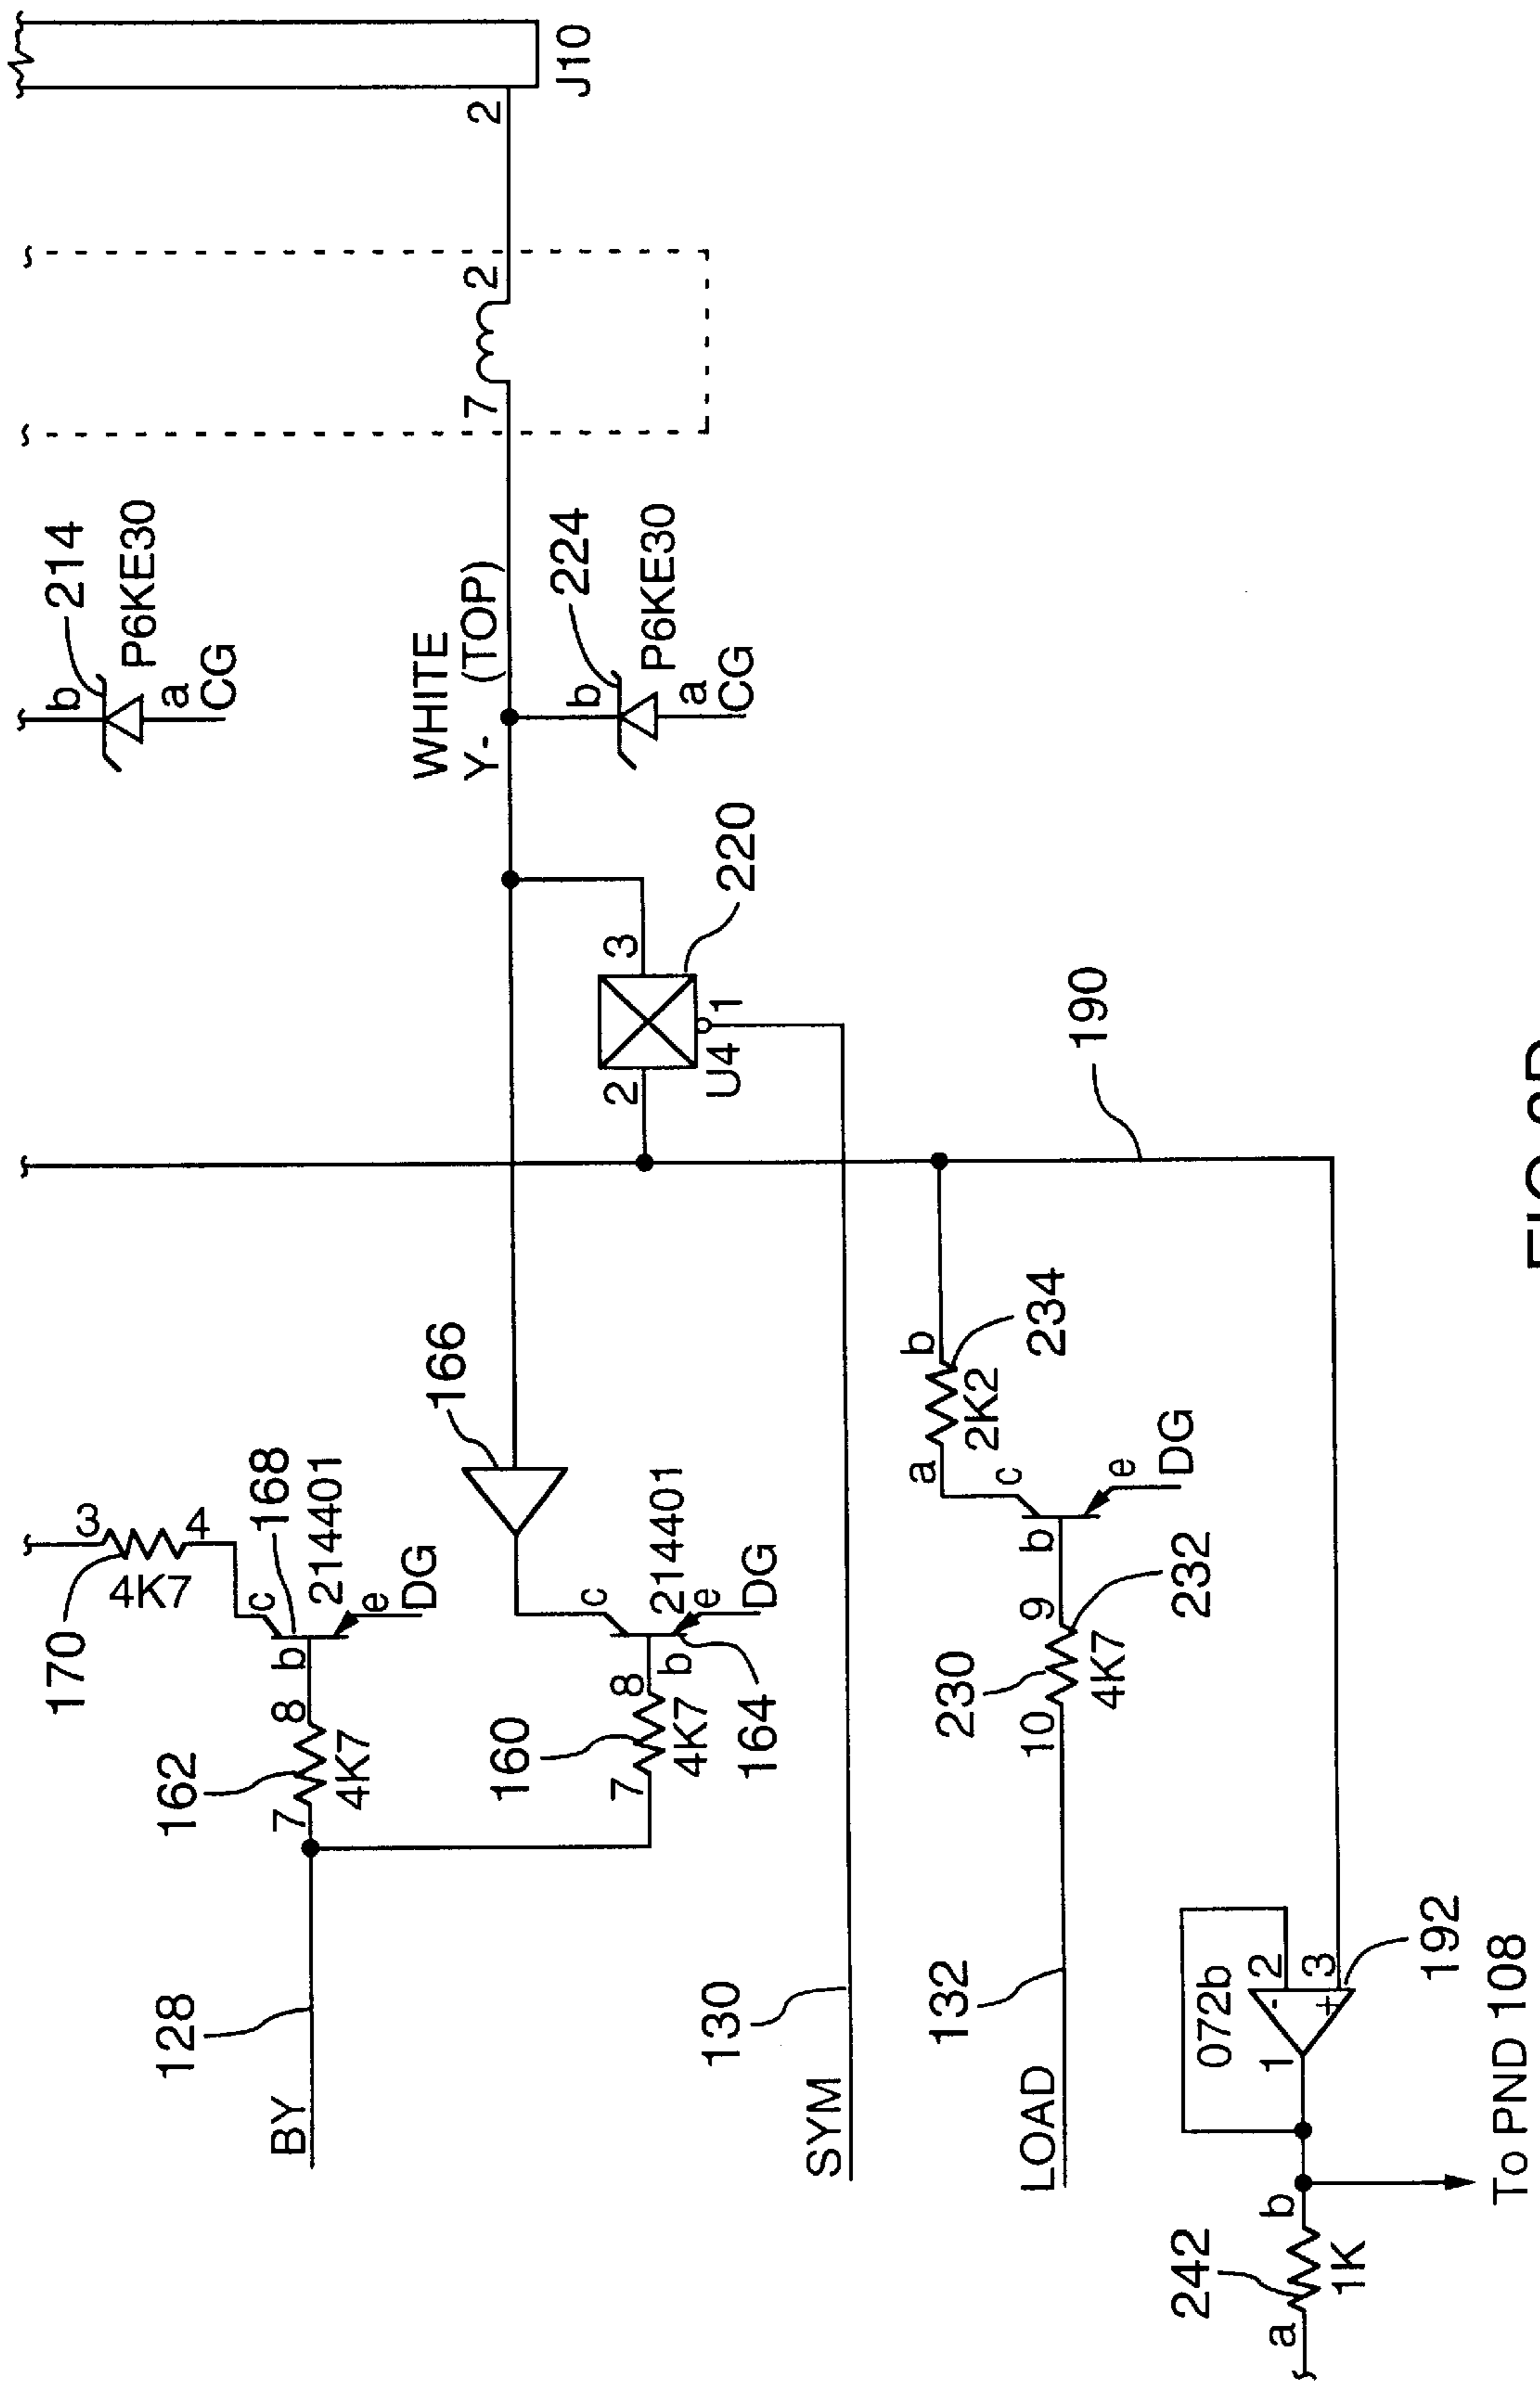 J10
2
2
7
214
b
P6KE30
a
CG
WHITE
Y- (TOP)
224
b
P6KE30
a
CG
220
3
2
1
U4
190
166
170
3
4
4K7
168
214401
c
b
e
DG
162
7
8
4K7
160
7
8
4K7
164
214401
c
b
e
DG
128
BY
130
SYM
234
b
a
2K2
c
b
e
DG
232
230
9
10
4K7
132
LOAD
072b
2
3
1
-
+
192
242
b
a
1K
To PND 108